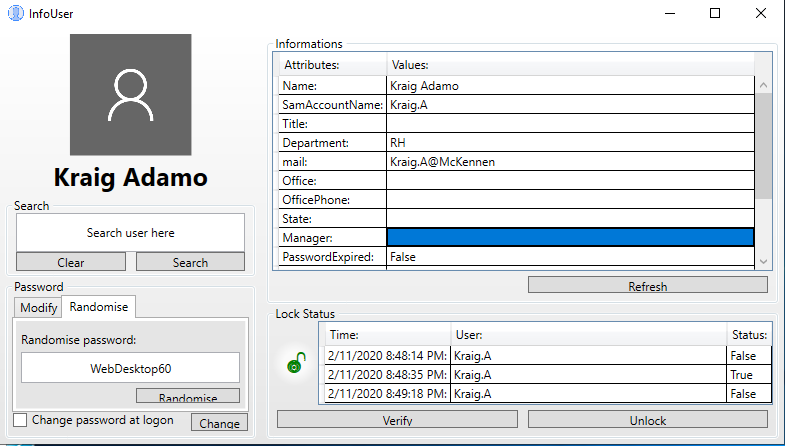 InfoUser
Kraig Adamo
Search
Search user here
Clear Search
Password
Modify Randomise
Randomise password:
WebDesktop60
Randomise
Change password at logon Change
Informations
Attributes: Values:
Name: Kraig Adamo
SamAccountName: Kraig.A
Title:
Department: RH
mail: Kraig.A@McKennen
Office:
OfficePhone:
State:
Manager:
PasswordExpired: False
Refresh
Lock Status
Time: User: Status:
2/11/2020 8:48:14 PM: Kraig.A False
2/11/2020 8:48:35 PM: Kraig.A True
2/11/2020 8:49:18 PM: Kraig.A False
Verify Unlock